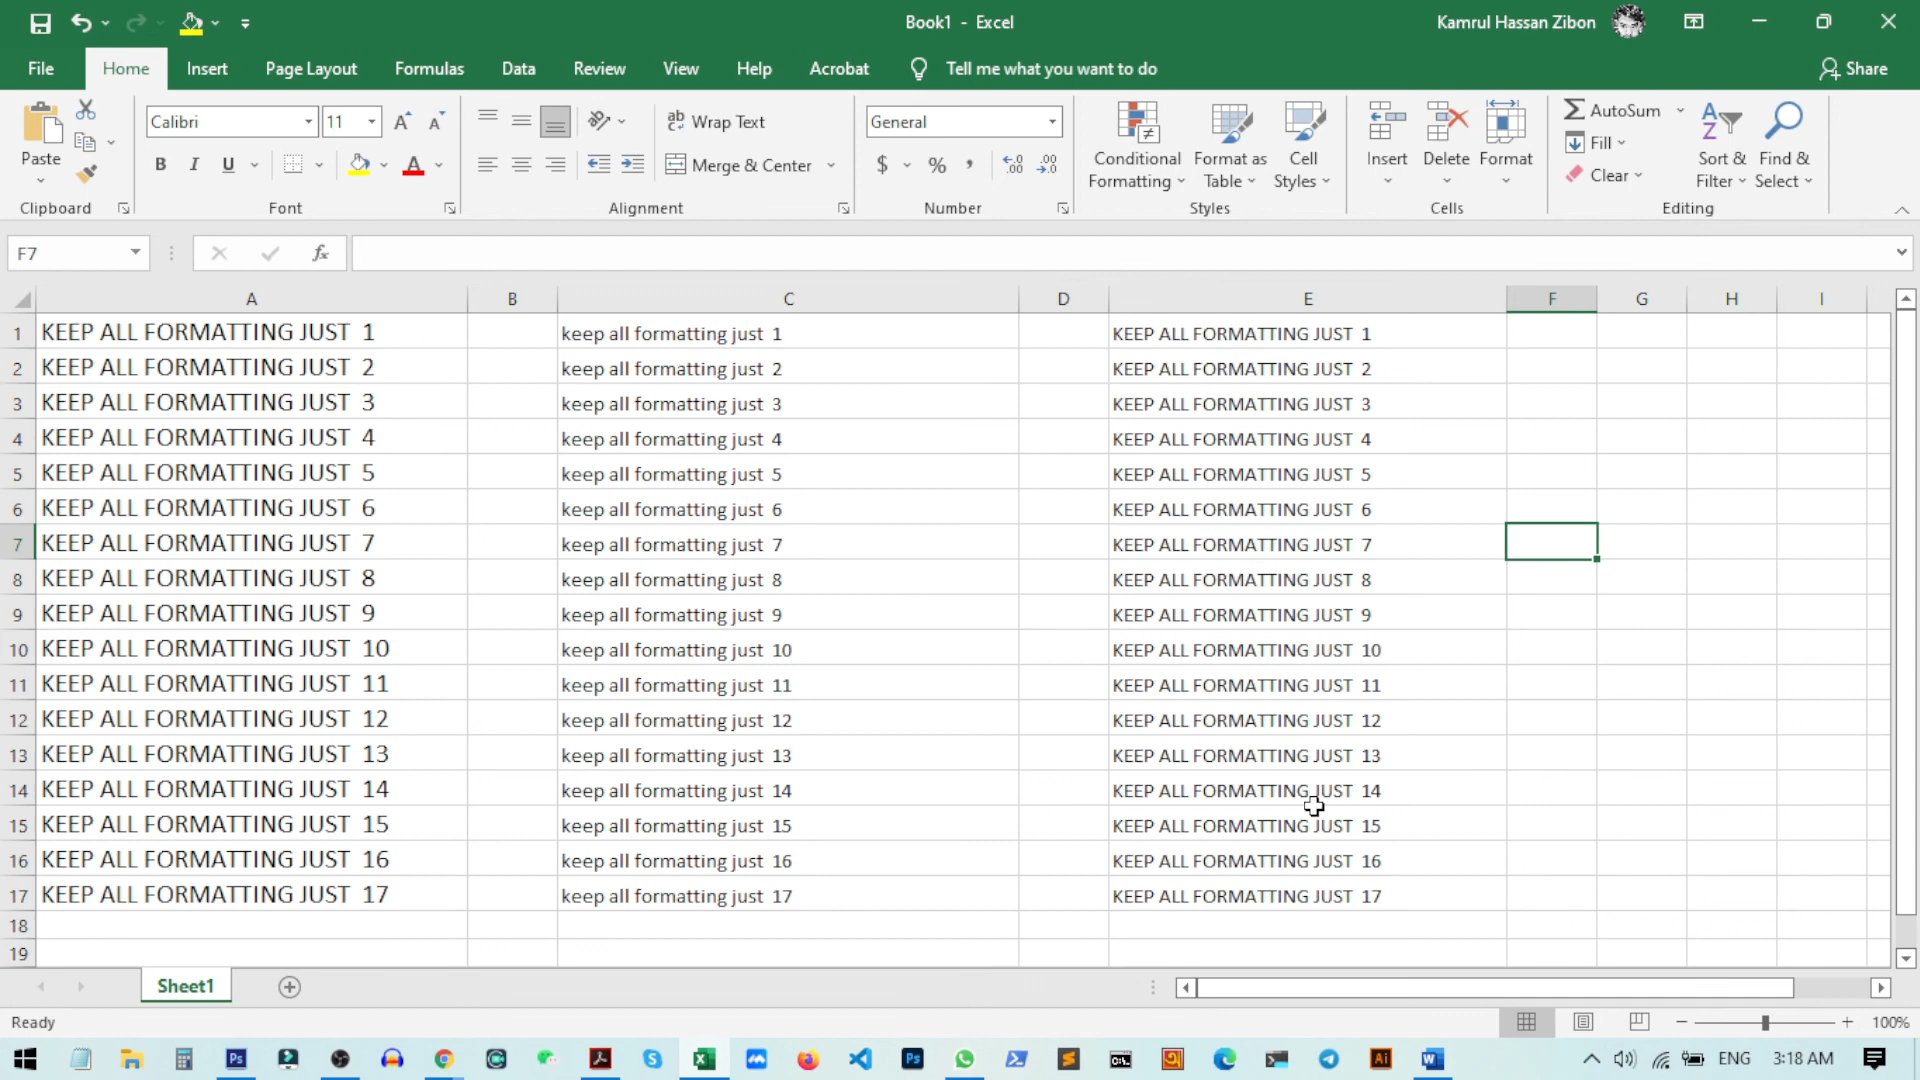 Book1 - Excel
Kamrul Hassan Zibon
File Home Insert Page Layout Formulas Data Review View Help Acrobat Tell me what you want to do Share
Calibri 11 Wrap Text General AutoSum
Paste B I U Merge & Center $ % , Conditional Formatting Format as Table Cell Styles Insert Delete Format Fill Clear Sort & Filter Find & Select
Clipboard Font Alignment Number Styles Cells Editing
F7 fx
A B C D E F G H I
1 KEEP ALL FORMATTING JUST 1 keep all formatting just 1 KEEP ALL FORMATTING JUST 1
2 KEEP ALL FORMATTING JUST 2 keep all formatting just 2 KEEP ALL FORMATTING JUST 2
3 KEEP ALL FORMATTING JUST 3 keep all formatting just 3 KEEP ALL FORMATTING JUST 3
4 KEEP ALL FORMATTING JUST 4 keep all formatting just 4 KEEP ALL FORMATTING JUST 4
5 KEEP ALL FORMATTING JUST 5 keep all formatting just 5 KEEP ALL FORMATTING JUST 5
6 KEEP ALL FORMATTING JUST 6 keep all formatting just 6 KEEP ALL FORMATTING JUST 6
7 KEEP ALL FORMATTING JUST 7 keep all formatting just 7 KEEP ALL FORMATTING JUST 7
8 KEEP ALL FORMATTING JUST 8 keep all formatting just 8 KEEP ALL FORMATTING JUST 8
9 KEEP ALL FORMATTING JUST 9 keep all formatting just 9 KEEP ALL FORMATTING JUST 9
10 KEEP ALL FORMATTING JUST 10 keep all formatting just 10 KEEP ALL FORMATTING JUST 10
11 KEEP ALL FORMATTING JUST 11 keep all formatting just 11 KEEP ALL FORMATTING JUST 11
12 KEEP ALL FORMATTING JUST 12 keep all formatting just 12 KEEP ALL FORMATTING JUST 12
13 KEEP ALL FORMATTING JUST 13 keep all formatting just 13 KEEP ALL FORMATTING JUST 13
14 KEEP ALL FORMATTING JUST 14 keep all formatting just 14 KEEP ALL FORMATTING JUST 14
15 KEEP ALL FORMATTING JUST 15 keep all formatting just 15 KEEP ALL FORMATTING JUST 15
16 KEEP ALL FORMATTING JUST 16 keep all formatting just 16 KEEP ALL FORMATTING JUST 16
17 KEEP ALL FORMATTING JUST 17 keep all formatting just 17 KEEP ALL FORMATTING JUST 17
18
19
Sheet1
Ready 100%
ENG 3:18 AM